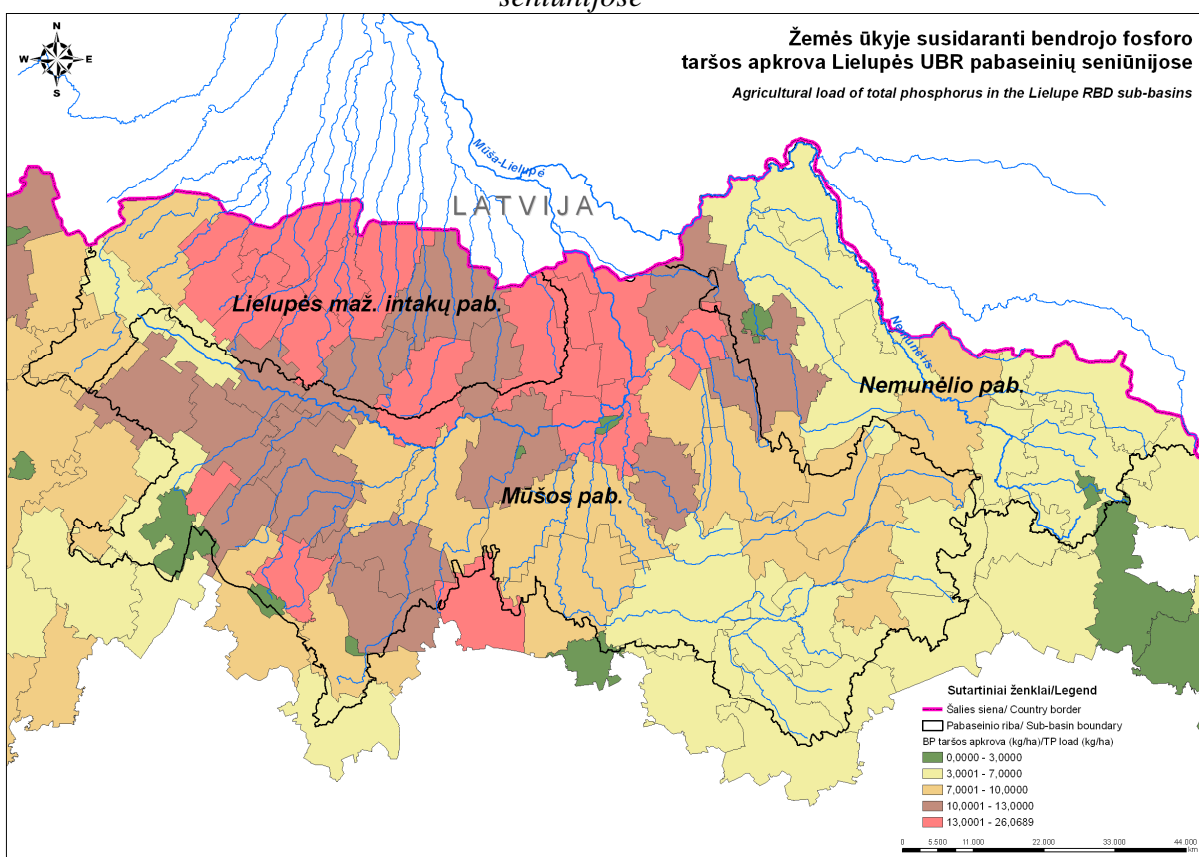 seniūnijose
N
W E
S
Žemės ūkyje susidaranti bendrojo fosforo
taršos apkrova Lielupės UBR pabaseinių seniūnijose
Agricultural load of total phosphorus in the Lielupe RBD sub-basins
Mūša-Lielupė
LATVIJA
Lielupės maž. intakų pab.
Nemunėlis
Nemunėlio pab.
Mūšos pab.
Sutartiniai ženklai/Legend
Šalies siena/ Country border
Pabaseinio riba/ Sub-basin boundary
BP taršos apkrova (kg/ha)/TP load (kg/ha)
0,0000 - 3,0000
3,0001 - 7,0000
7,0001 - 10,0000
10,0001 - 13,0000
13,0001 - 26,0689
0 5.500 11.000 22.000 33.000 44.000
km